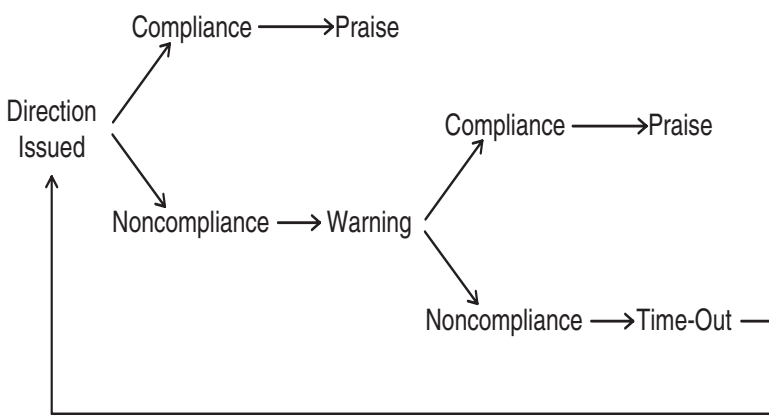 Compliance
Praise
Direction
Issued
Compliance
Praise
Noncompliance
Warning
Noncompliance
Time-Out